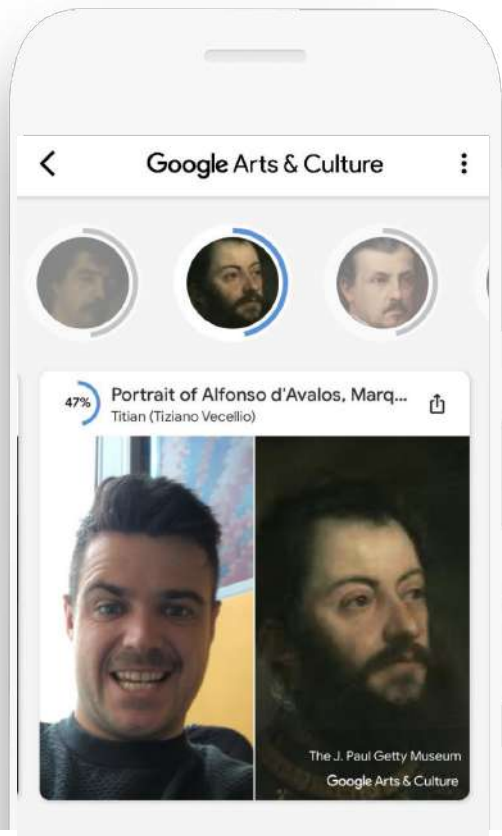 Google Arts & Culture
47%
Portrait of Alfonso d'Avalos, Marq...
Titian (Tiziano Vecellio)
The J. Paul Getty Museum
Google Arts & Culture